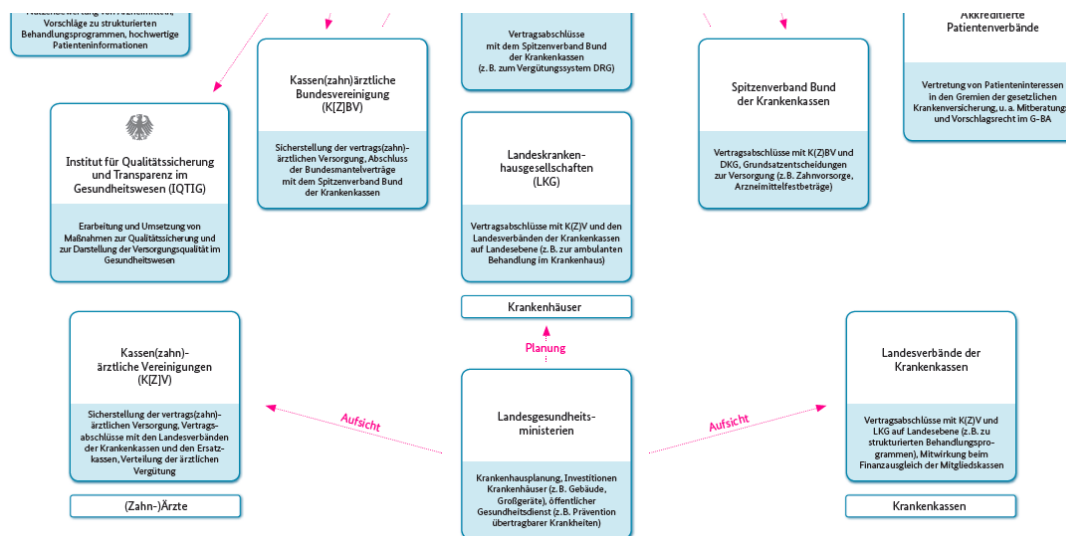 Nutzenbewertung von Arzneimitteln,
Vorschläge zu strukturierten
Behandlungsprogrammen, hochwertige
Patienteninformationen
Kassen(zahn)ärztliche
Bundesvereinigung
(K[Z]BV)
Sicherstellung der vertrags(zahn)-
ärztlichen Versorgung, Abschluss
der Bundesmantelverträge
mit dem Spitzenverband Bund
der Krankenkassen
Vertragsabschlüsse
mit dem Spitzenverband Bund
der Krankenkassen
(z. B. zum Vergütungssystem DRG)
Spitzenverband Bund
der Krankenkassen
Vertragsabschlüsse mit K(Z)BV und
DKG, Grundsatzentscheidungen
zur Versorgung (z. B. Zahnvorsorge,
Arzneimittelfestbeträge)
Akkreditierte
Patientenverbände
Vertretung von Patienteninteressen
in den Gremien der gesetzlichen
Krankenversicherung, u. a. Mitberatungs-
und Vorschlagsrecht im G-BA
Institut für Qualitätssicherung
und Transparenz im
Gesundheitswesen (IQTIG)
Erarbeitung und Umsetzung von
Maßnahmen zur Qualitätssicherung und
zur Darstellung der Versorgungsqualität im
Gesundheitswesen
Landeskranken-
hausgesellschaften
(LKG)
Vertragsabschlüsse mit K(Z)V und den
Landesverbänden der Krankenkassen
auf Landesebene (z. B. zur ambulanten
Behandlung im Krankenhaus)
Krankenhäuser
Planung
Kassen(zahn)-
ärztliche Vereinigungen
(K[Z]V)
Sicherstellung der vertrags(zahn)-
ärztlichen Versorgung, Vertrags-
abschlüsse mit den Landesverbänden
der Krankenkassen und den Ersatz-
kassen, Verteilung der ärztlichen
Vergütung
(Zahn-)Ärzte
Aufsicht
Landesgesundheits-
ministerien
Krankenhausplanung, Investitionen
Krankenhäuser (z. B. Gebäude,
Großgeräte), öffentlicher
Gesundheitsdienst (z. B. Prävention
übertragbarer Krankheiten)
Aufsicht
Landesverbände der
Krankenkassen
Vertragsabschlüsse mit K(Z)V und
LKG auf Landesebene (z. B. zu
strukturierten Behandlungspro-
grammen), Mitwirkung beim
Finanzausgleich der Mitgliedskassen
Krankenkassen